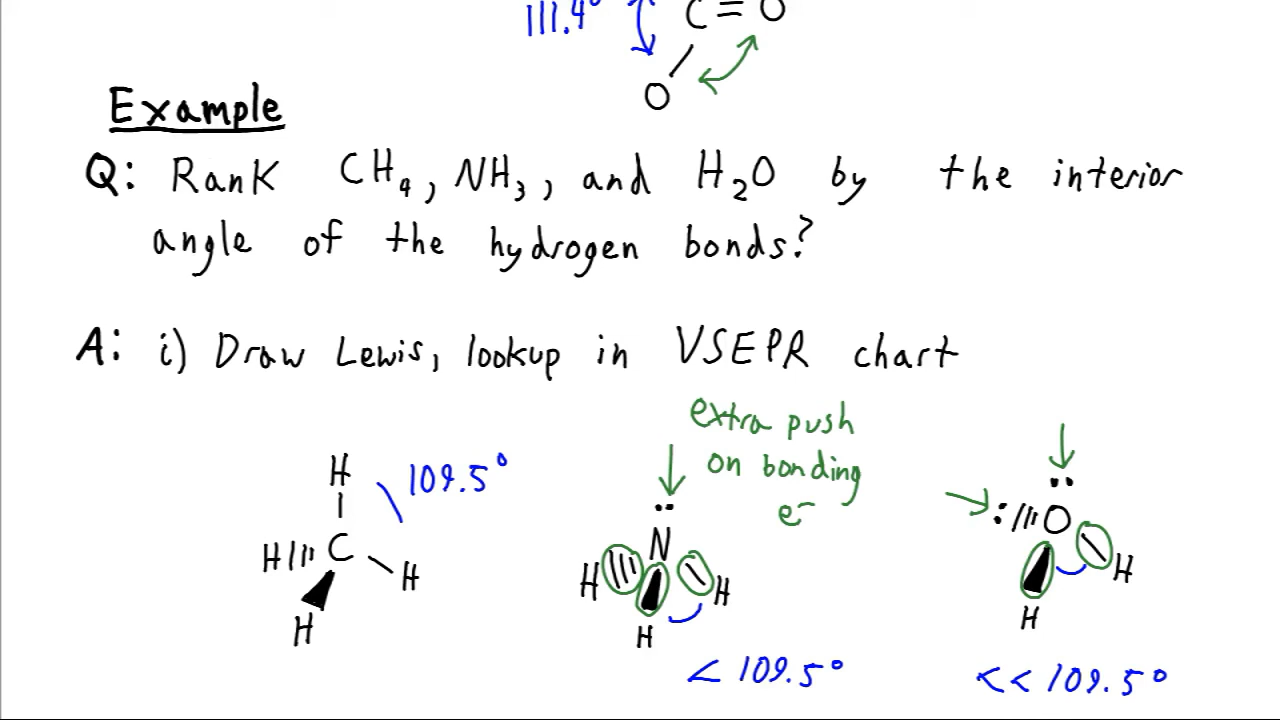 111.4° C = O
O
Example
Q: Rank CH₄, NH₃, and H₂O by the interior
angle of the hydrogen bonds?
A: i) Draw Lewis, lookup in VSEPR chart
extra push
on bonding
e⁻
H 109.5°
H C H
H
N
H H
H
< 109.5°
: O
H
H
<< 109.5°